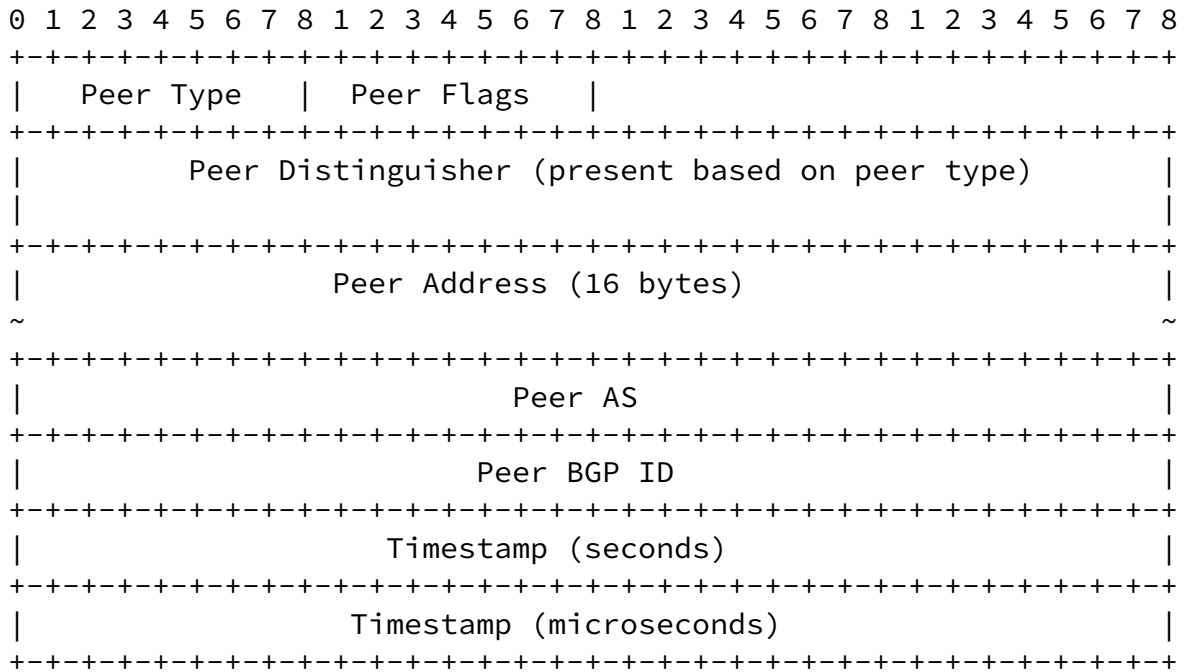 0 1 2 3 4 5 6 7 8 1 2 3 4 5 6 7 8 1 2 3 4 5 6 7 8 1 2 3 4 5 6 7 8
+-+-+-+-+-+-+-+-+-+-+-+-+-+-+-+-+-+-+-+-+-+-+-+-+-+-+-+-+-+-+-+-+
|   Peer Type   |  Peer Flags   |
+-+-+-+-+-+-+-+-+-+-+-+-+-+-+-+-+-+-+-+-+-+-+-+-+-+-+-+-+-+-+-+-+
|         Peer Distinguisher (present based on peer type)       |
|                                                               |
+-+-+-+-+-+-+-+-+-+-+-+-+-+-+-+-+-+-+-+-+-+-+-+-+-+-+-+-+-+-+-+-+
|                 Peer Address (16 bytes)                       |
~                                                               ~
+-+-+-+-+-+-+-+-+-+-+-+-+-+-+-+-+-+-+-+-+-+-+-+-+-+-+-+-+-+-+-+-+
|                           Peer AS                             |
+-+-+-+-+-+-+-+-+-+-+-+-+-+-+-+-+-+-+-+-+-+-+-+-+-+-+-+-+-+-+-+-+
|                         Peer BGP ID                           |
+-+-+-+-+-+-+-+-+-+-+-+-+-+-+-+-+-+-+-+-+-+-+-+-+-+-+-+-+-+-+-+-+
|                    Timestamp (seconds)                        |
+-+-+-+-+-+-+-+-+-+-+-+-+-+-+-+-+-+-+-+-+-+-+-+-+-+-+-+-+-+-+-+-+
|                  Timestamp (microseconds)                     |
+-+-+-+-+-+-+-+-+-+-+-+-+-+-+-+-+-+-+-+-+-+-+-+-+-+-+-+-+-+-+-+-+